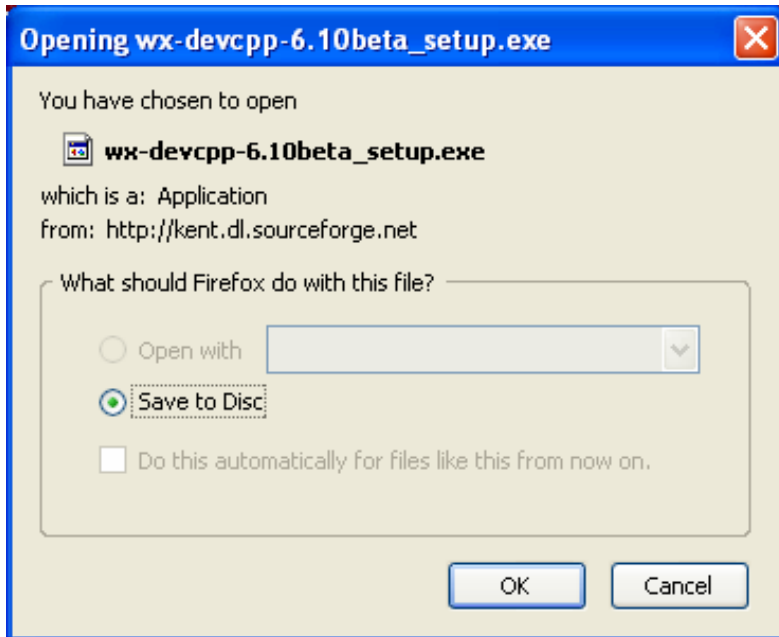 Opening wx-devcpp-6.10beta_setup.exe
You have chosen to open
wx-devcpp-6.10beta_setup.exe
which is a: Application
from: http://kent.dl.sourceforge.net
What should Firefox do with this file?
Open with
Save to Disc
Do this automatically for files like this from now on.
OK Cancel